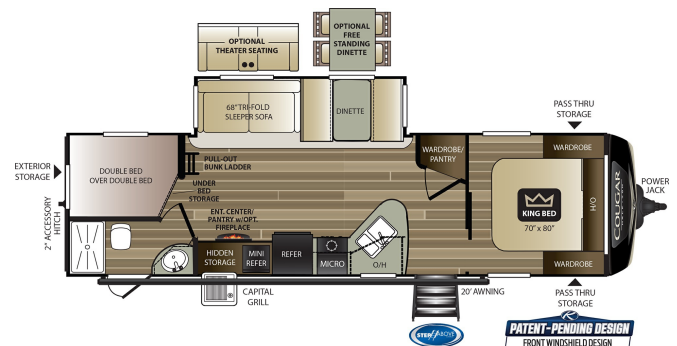 OPTIONAL
THEATER SEATING
OPTIONAL
FREE
STANDING
DINETTE
68" TRI-FOLD
SLEEPER SOFA
DINETTE
PASS THRU
STORAGE
EXTERIOR
STORAGE
DOUBLE BED
OVER DOUBLE BED
PULL-OUT
BUNK LADDER
UNDER
BED
STORAGE
WARDROBE/
PANTRY
WARDROBE
KING BED
70" x 80"
H/O
COUGAR
POWER
JACK
2" ACCESSORY
HITCH
ENT. CENTER/
PANTRY w/OPT.
FIREPLACE
HIDDEN
STORAGE
MINI
REFER
REFER
MICRO
O/H
WARDROBE
CAPITAL
GRILL
20' AWNING
PASS THRU
STORAGE
STEP ABOVE
PATENT-PENDING DESIGN
FRONT WINDSHIELD DESIGN